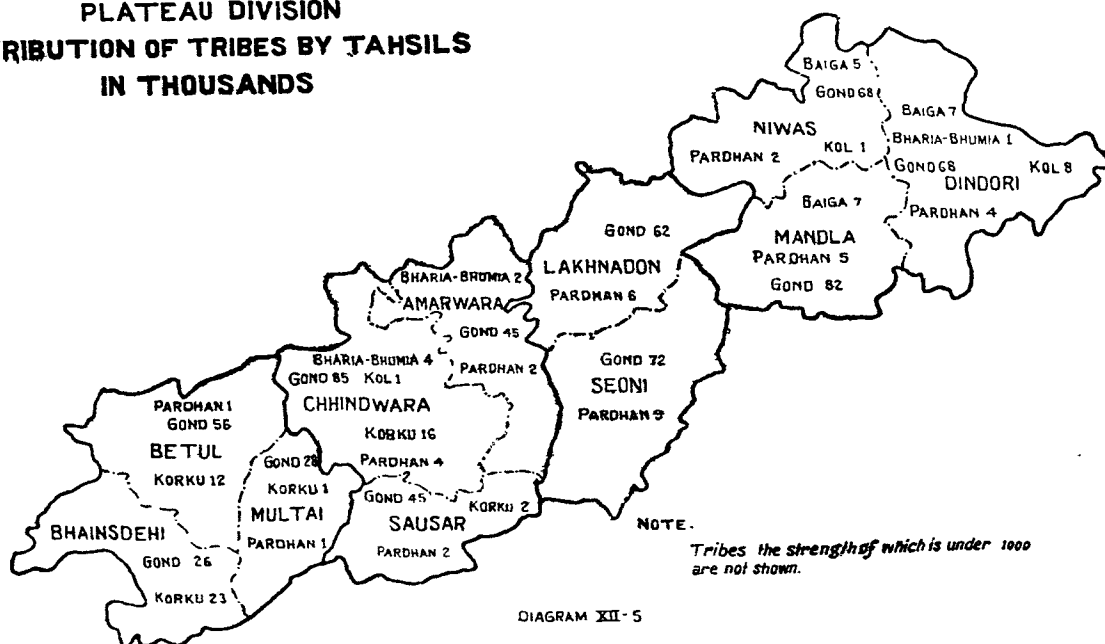 PLATEAU DIVISION
RIBUTION OF TRIBES BY TAHSILS
IN THOUSANDS
BAIGA 5
GOND 68
NIWAS
KOL 1
PARDHAN 2
BAIGA 7
BHARIA-BHUMIA 1
GOND 68
KOL 8
DINDORI
PARDHAN 4
BAIGA 7
MANDLA
PARDHAN 5
GOND 82
GOND 62
LAKHNADON
PARDHAN 6
GOND 72
SEONI
PARDHAN 9
BHARIA-BHUMIA 2
AMARWARA
GOND 45
PARDHAN 2
BHARIA-BHUMIA 4
GOND 85 KOL 1
CHHINDWARA
KORKU 16
PARDHAN 4
2
GOND 45
KORKU 2
SAUSAR
PARDHAN 2
PARDHAN 1
GOND 56
BETUL
KORKU 12
GOND 28
KORKU 1
MULTAI
PARDHAN 1
BHAINSDEHI
GOND 26
KORKU 23
NOTE.
Tribes the strength of which is under 1000
are not shown.
DIAGRAM XII-5